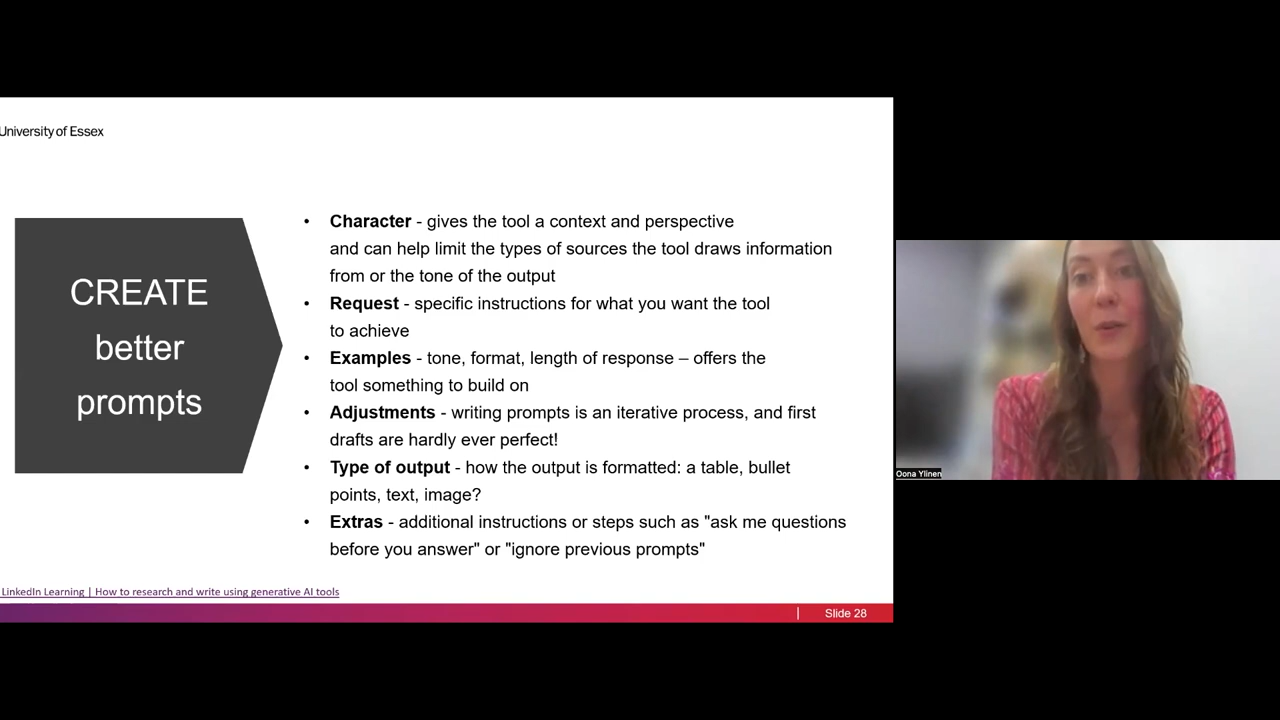 University of Essex
CREATE
better
prompts
• Character - gives the tool a context and perspective
and can help limit the types of sources the tool draws information
from or the tone of the output
• Request - specific instructions for what you want the tool
to achieve
• Examples - tone, format, length of response – offers the
tool something to build on
• Adjustments - writing prompts is an iterative process, and first
drafts are hardly ever perfect!
• Type of output - how the output is formatted: a table, bullet
points, text, image?
• Extras - additional instructions or steps such as "ask me questions
before you answer" or "ignore previous prompts"
LinkedIn Learning | How to research and write using generative AI tools
| Slide 28
Oona Ylinen